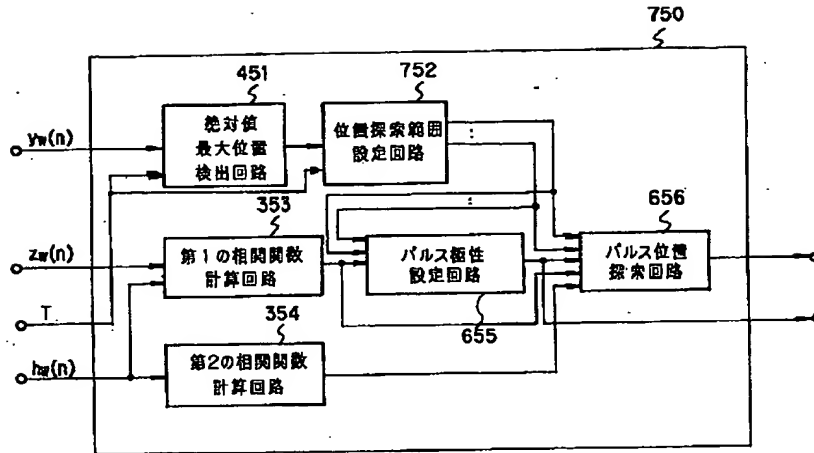 750
451
752
yw(n)
絶対値
最大位置
検出回路
位置探索範囲
設定回路
353
656
zw(n)
第1の相関関数
計算回路
パルス極性
設定回路
パルス位置
探索回路
T
354
655
hw(n)
第2の相関関数
計算回路